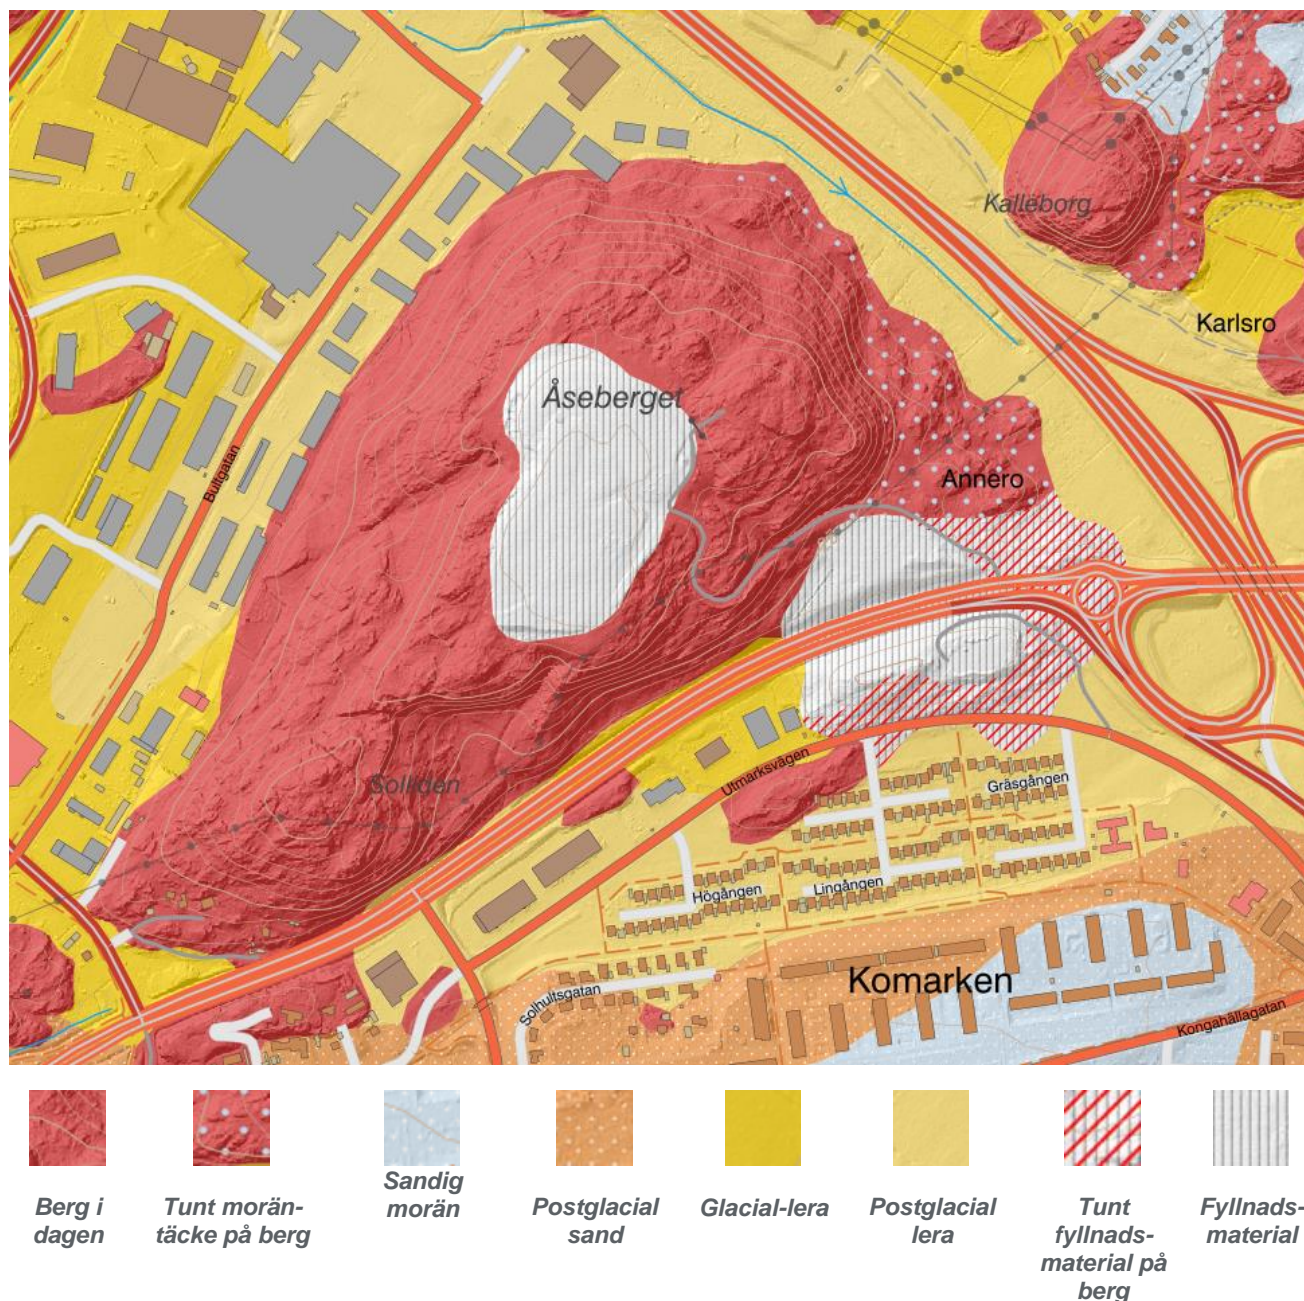 Kalleborg
Karlsro
Åseberget
Bultgatan
Annero
Solliden
Utmarksvägen
Gräsgången
Högången
Lingången
Komarken
Solhultsgatan
Kongahällagatan
Berg i
dagen
Tunt morän-
täcke på berg
Sandig
morän
Postglacial
sand
Glacial-lera
Postglacial
lera
Tunt
fyllnads-
material på
berg
Fyllnads-
material